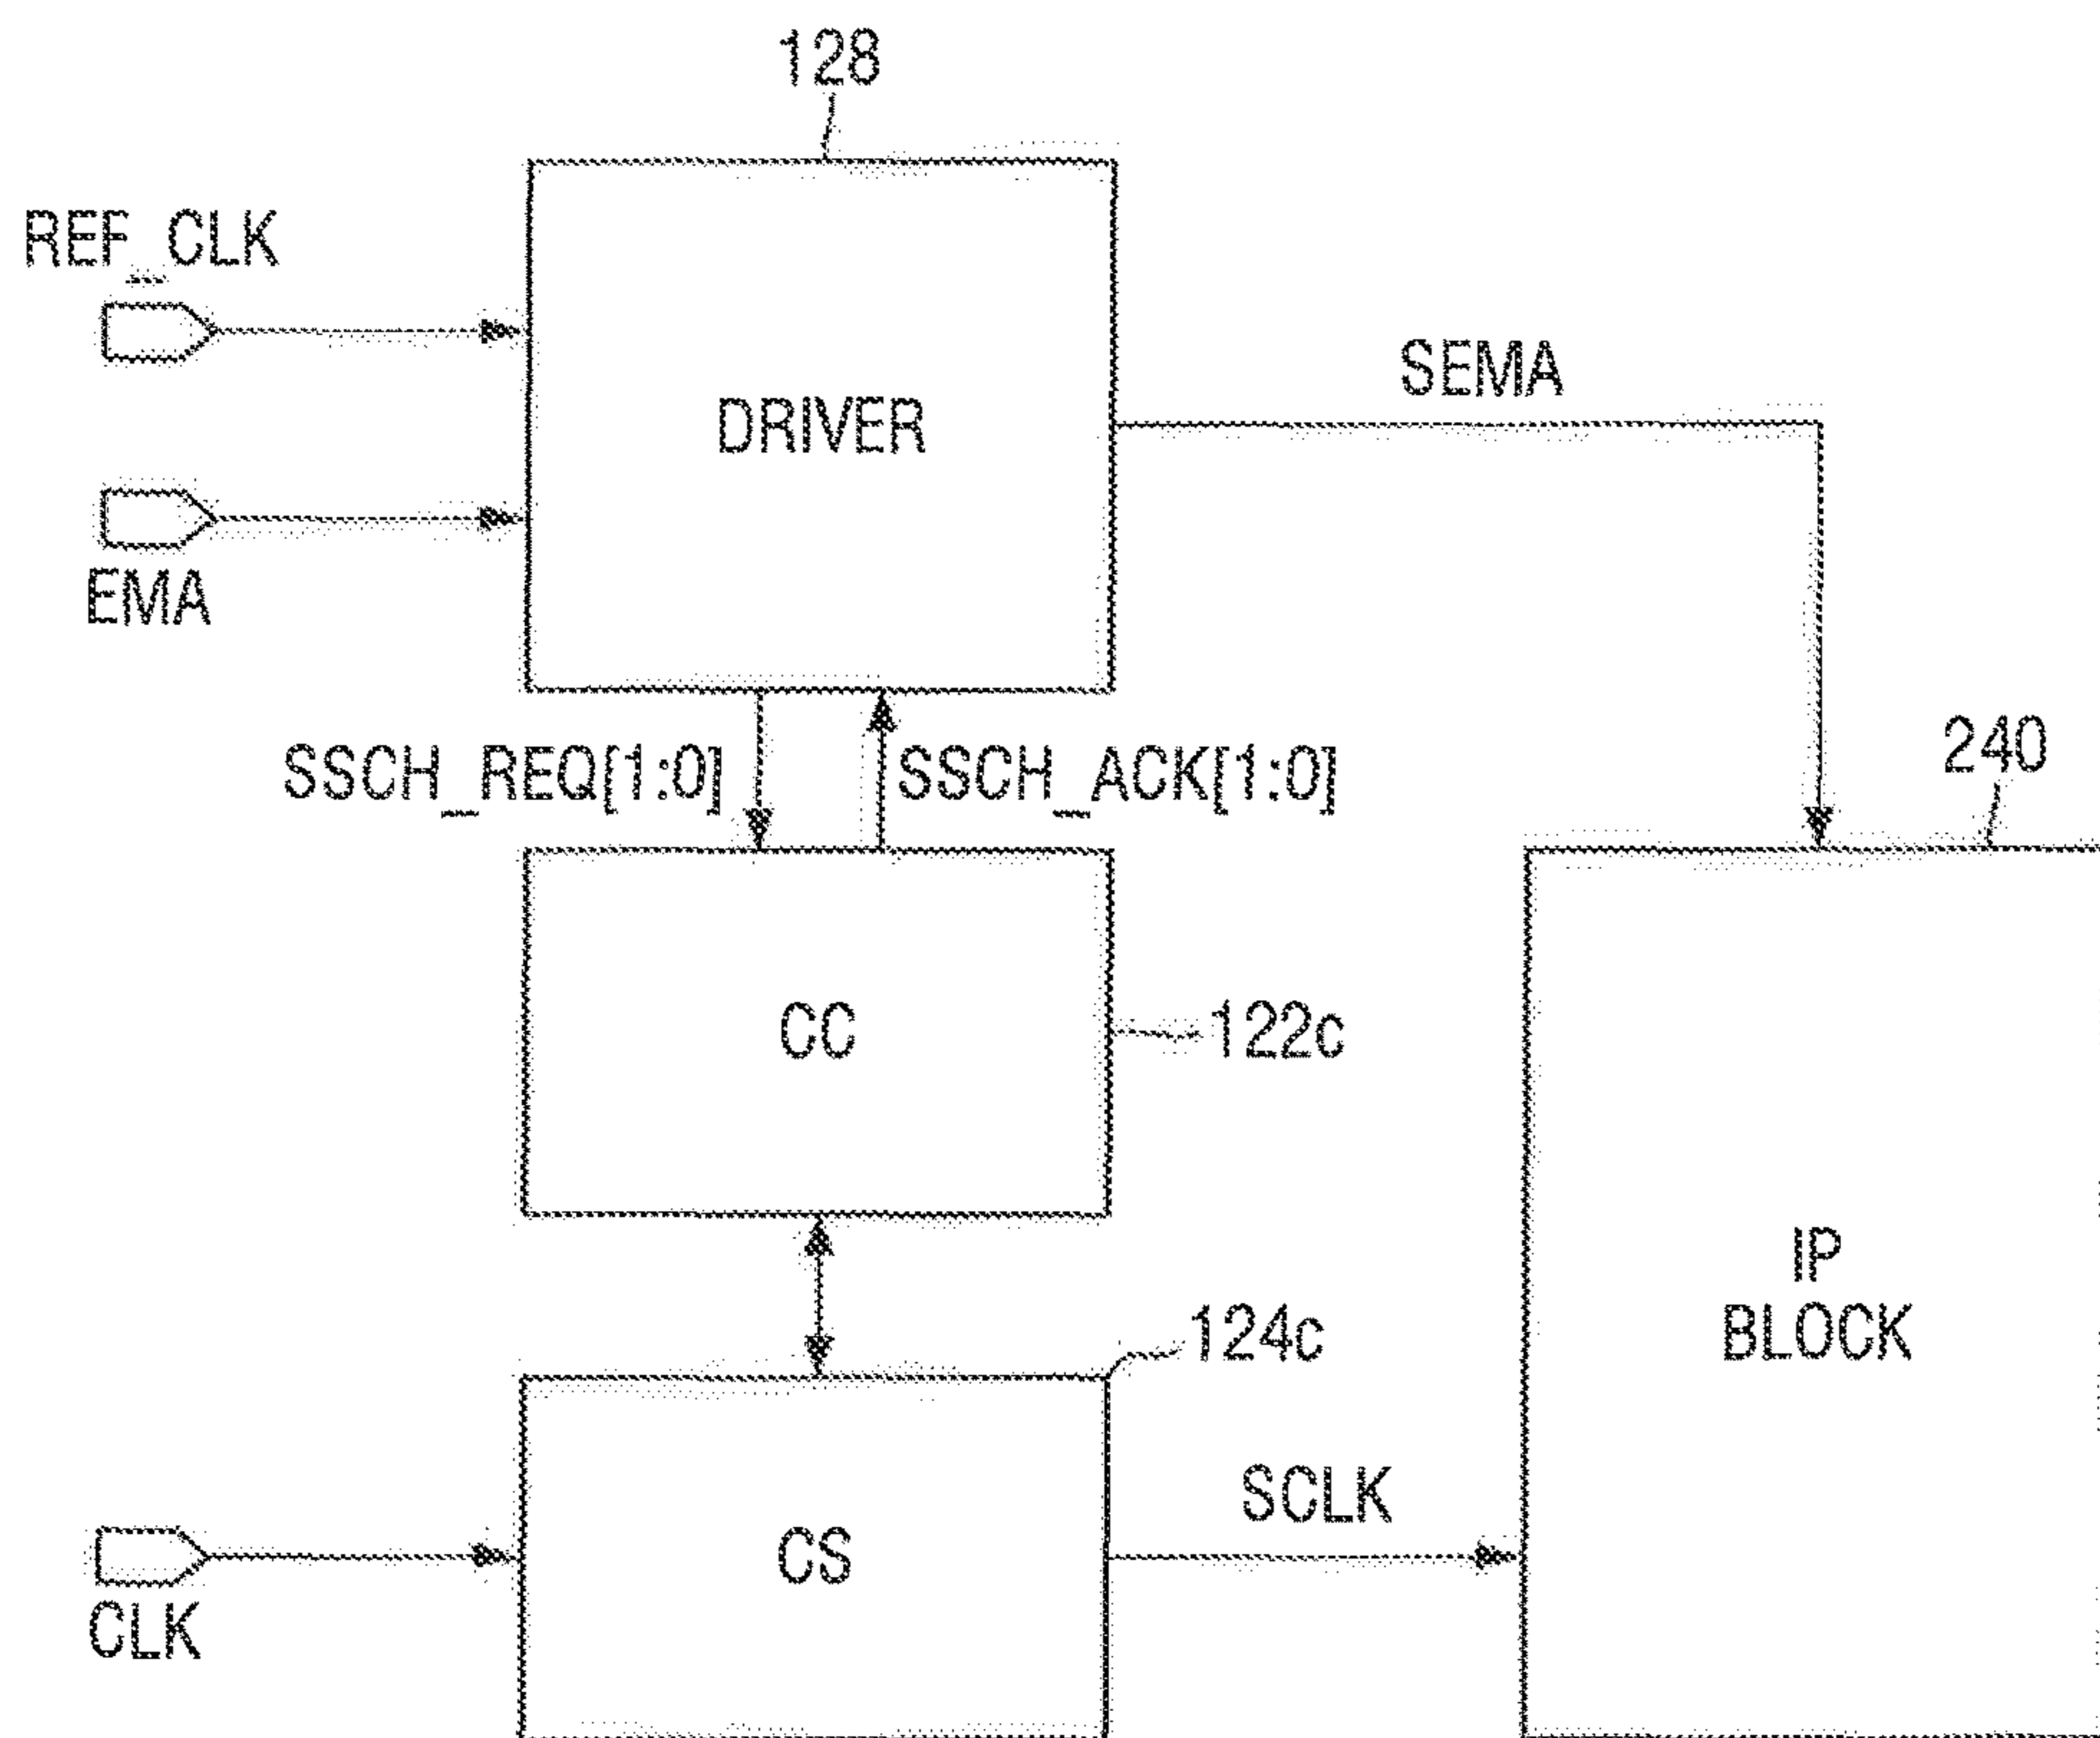 128
REF_CLK
DRIVER
SEMA
EMA
SSCH_REQ[1:0]
SSCH_ACK[1:0]
240
CC
122c
IP
BLOCK
124c
SCLK
CS
CLK